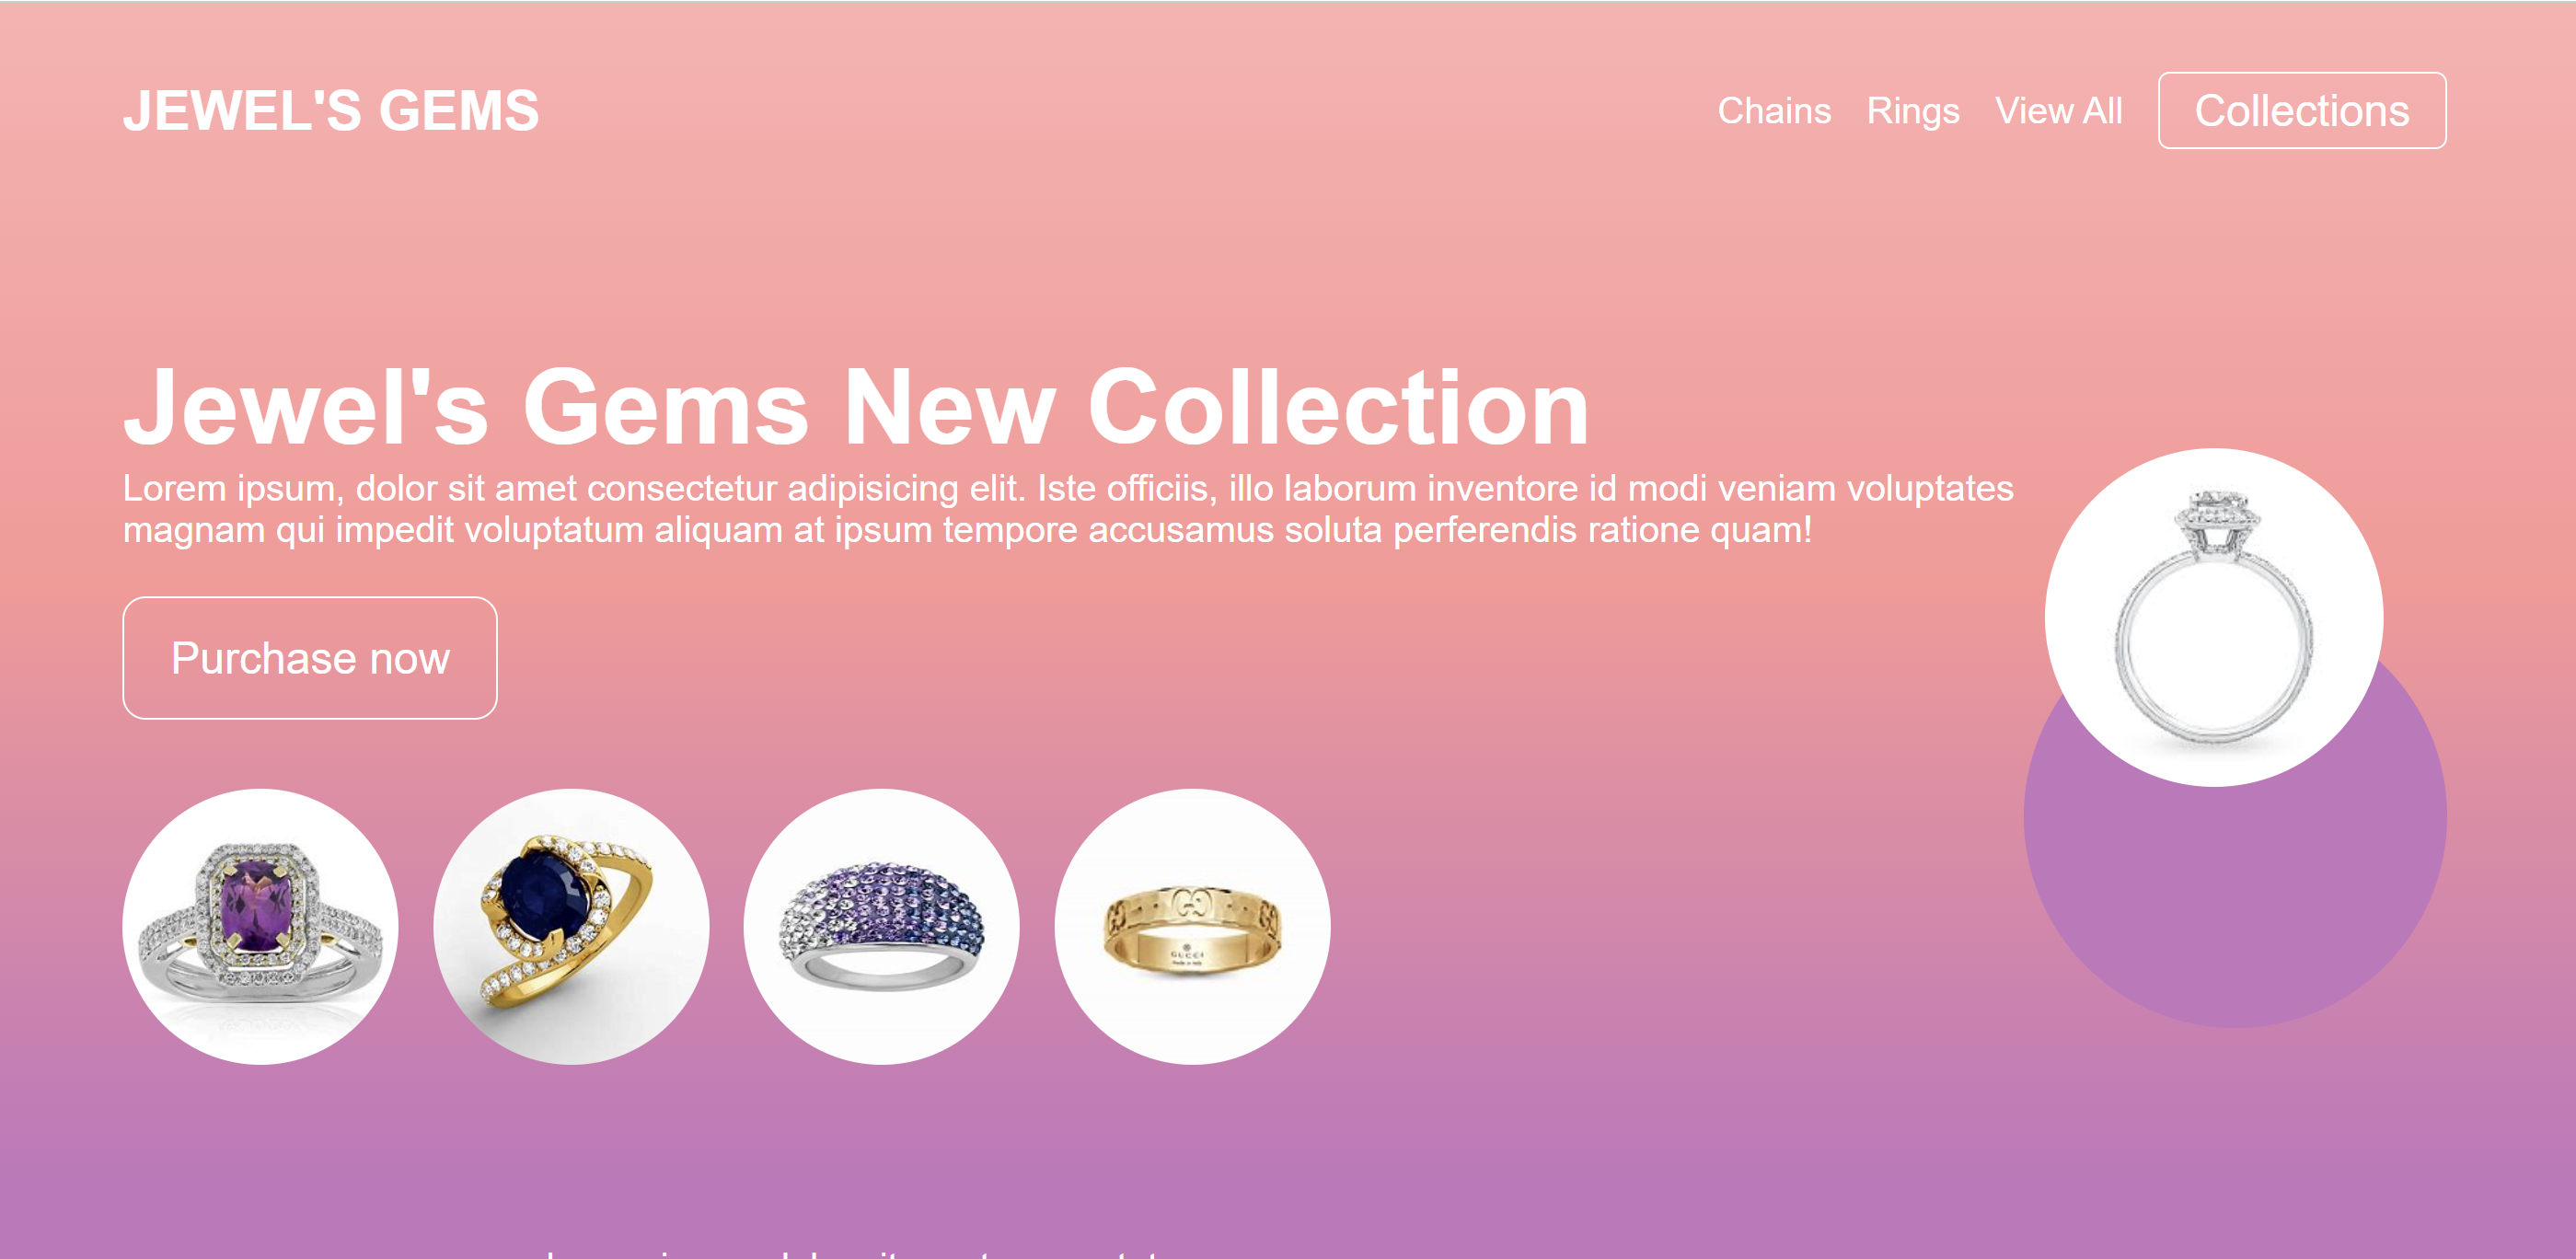 JEWEL'S GEMS
Chains Rings View All Collections
Jewel's Gems New Collection
Lorem ipsum, dolor sit amet consectetur adipisicing elit. Iste officiis, illo laborum inventore id modi veniam voluptates
magnam qui impedit voluptatum aliquam at ipsum tempore accusamus soluta perferendis ratione quam!
Purchase now
GUCCI